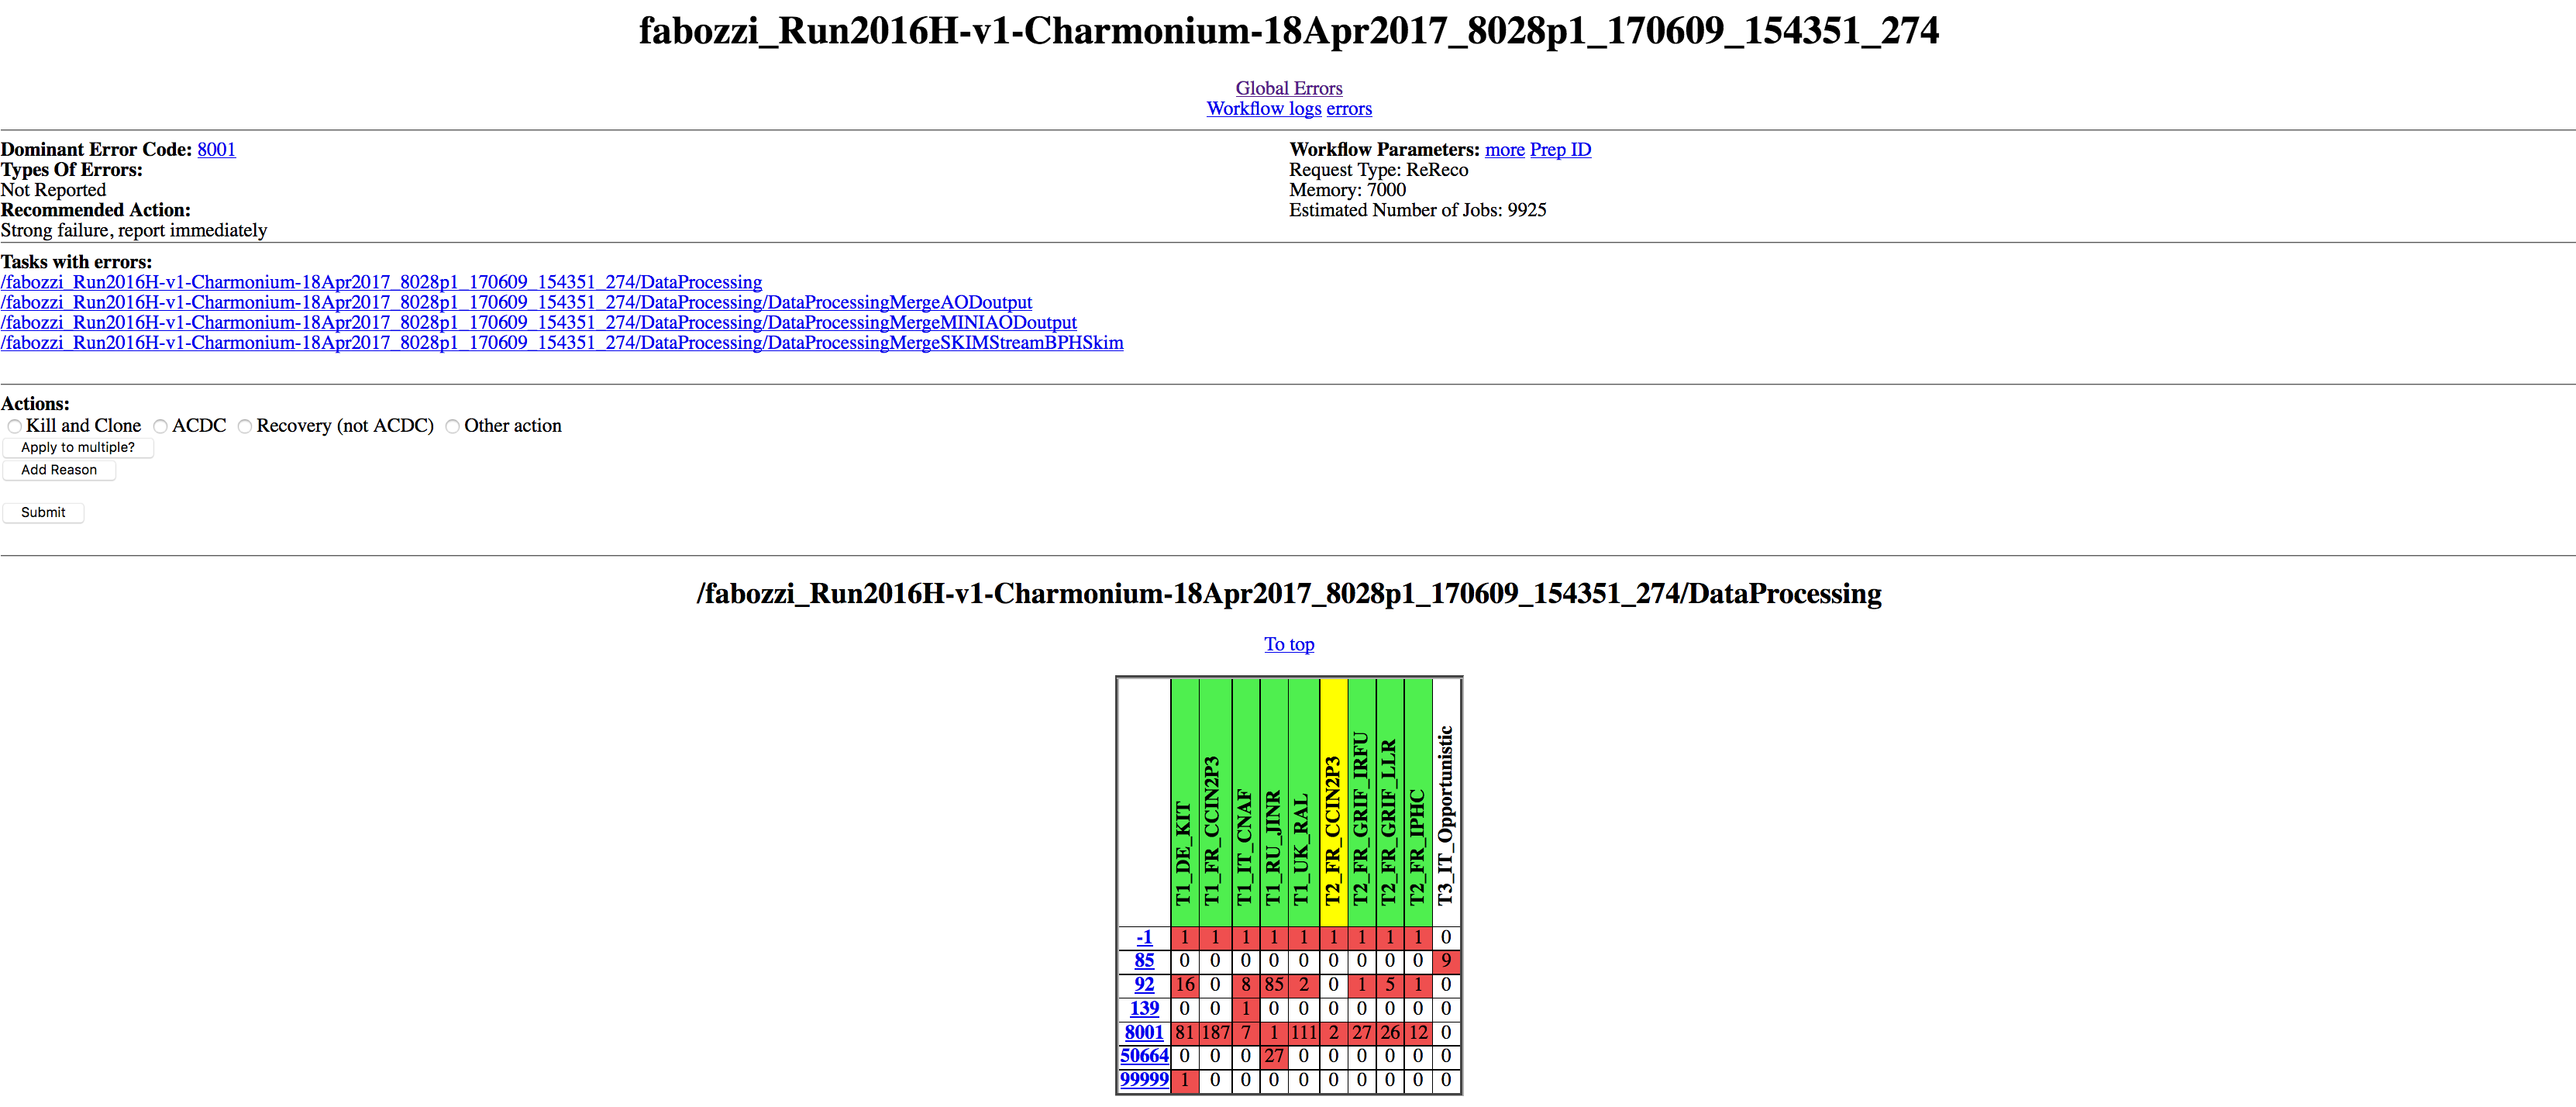 fabozzi_Run2016H-v1-Charmonium-18Apr2017_8028p1_170609_154351_274
Global Errors
Workflow logs errors
Dominant Error Code: 8001
Types Of Errors:
Not Reported
Recommended Action:
Strong failure, report immediately
Workflow Parameters: more Prep ID
Request Type: ReReco
Memory: 7000
Estimated Number of Jobs: 9925
Tasks with errors:
/fabozzi_Run2016H-v1-Charmonium-18Apr2017_8028p1_170609_154351_274/DataProcessing
/fabozzi_Run2016H-v1-Charmonium-18Apr2017_8028p1_170609_154351_274/DataProcessing/DataProcessingMergeAODoutput
/fabozzi_Run2016H-v1-Charmonium-18Apr2017_8028p1_170609_154351_274/DataProcessing/DataProcessingMergeMINIAODoutput
/fabozzi_Run2016H-v1-Charmonium-18Apr2017_8028p1_170609_154351_274/DataProcessing/DataProcessingMergeSKIMStreamBPHSkim
Actions:
Kill and Clone ACDC Recovery (not ACDC) Other action
Apply to multiple?
Add Reason
Submit
/fabozzi_Run2016H-v1-Charmonium-18Apr2017_8028p1_170609_154351_274/DataProcessing
To top
T1_DE_KIT
T1_FR_CCIN2P3
T1_IT_CNAF
T1_RU_JINR
T1_UK_RAL
T2_FR_CCIN2P3
T2_FR_GRIF_IRFU
T2_FR_GRIF_LLR
T2_FR_IPHC
T3_IT_Opportunistic
-1 1 1 1 1 1 1 1 1 1 0
85 0 0 0 0 0 0 0 0 0 9
92 16 0 8 85 2 0 1 5 1 0
139 0 0 1 0 0 0 0 0 0 0
8001 81 187 7 1 111 2 27 26 12 0
50664 0 0 0 27 0 0 0 0 0 0
99999 1 0 0 0 0 0 0 0 0 0